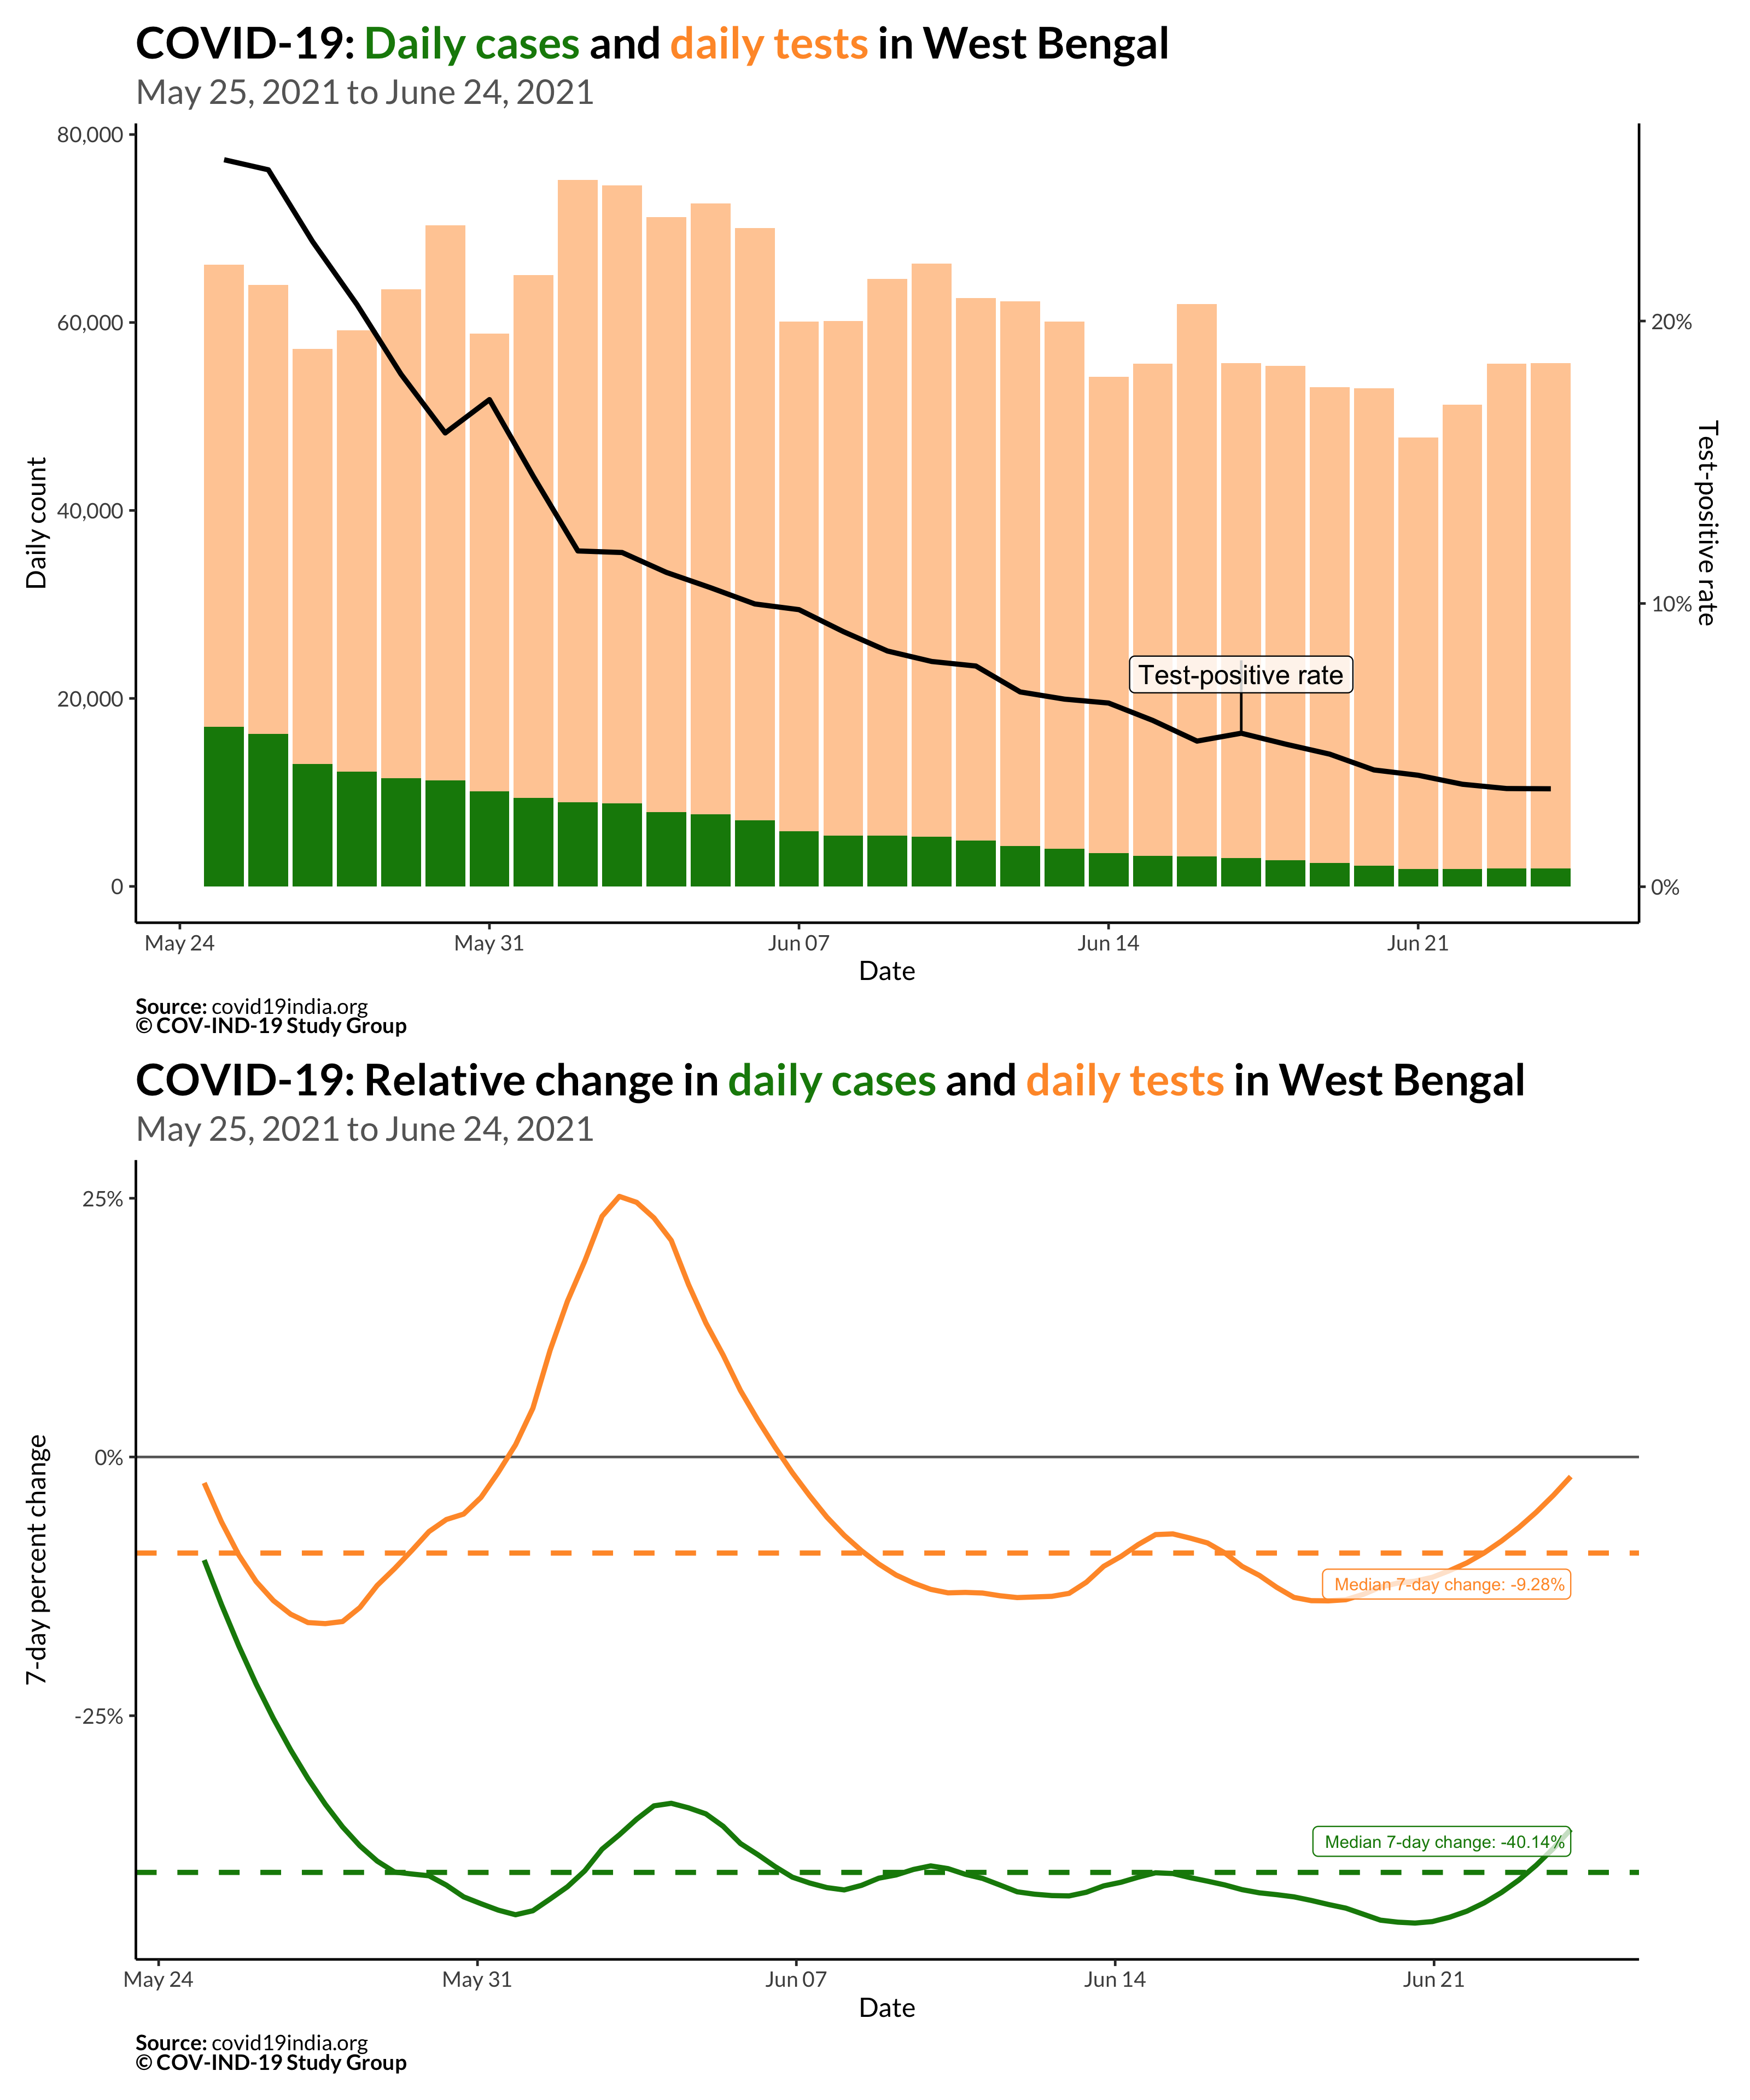 COVID-19: Daily cases and daily tests in West Bengal
May 25, 2021 to June 24, 2021
80,000
60,000
40,000
20,000
0
Daily count
20%
10%
0%
Test-positive rate
Test-positive rate
May 24
May 31
Jun 07
Jun 14
Jun 21
Date
Source: covid19india.org
© COV-IND-19 Study Group
COVID-19: Relative change in daily cases and daily tests in West Bengal
May 25, 2021 to June 24, 2021
25%
0%
-25%
7-day percent change
Median 7-day change: -9.28%
Median 7-day change: -40.14%
May 24
May 31
Jun 07
Jun 14
Jun 21
Date
Source: covid19india.org
© COV-IND-19 Study Group